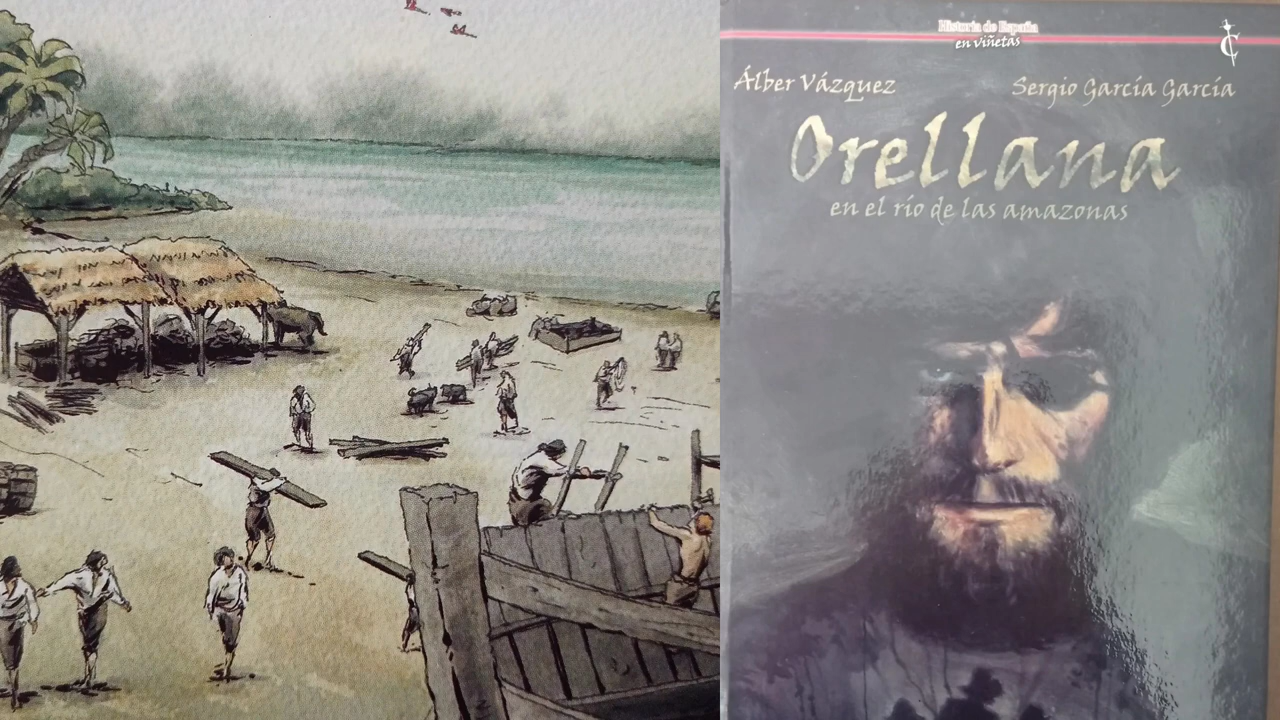 Historia de España
en viñetas
Álber Vázquez
Sergio García García
Orellana
en el río de las amazonas